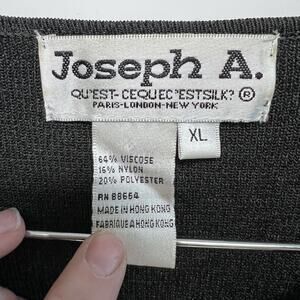 Joseph A.
QU'EST-CEQUEC'ESTSILK? ®
PARIS-LONDON-NEW YORK
XL
64% VISCOSE
16% NYLON
20% POLYESTER
RN 88664
MADE IN HONG KONG
FABRIQUE A HONG KONG